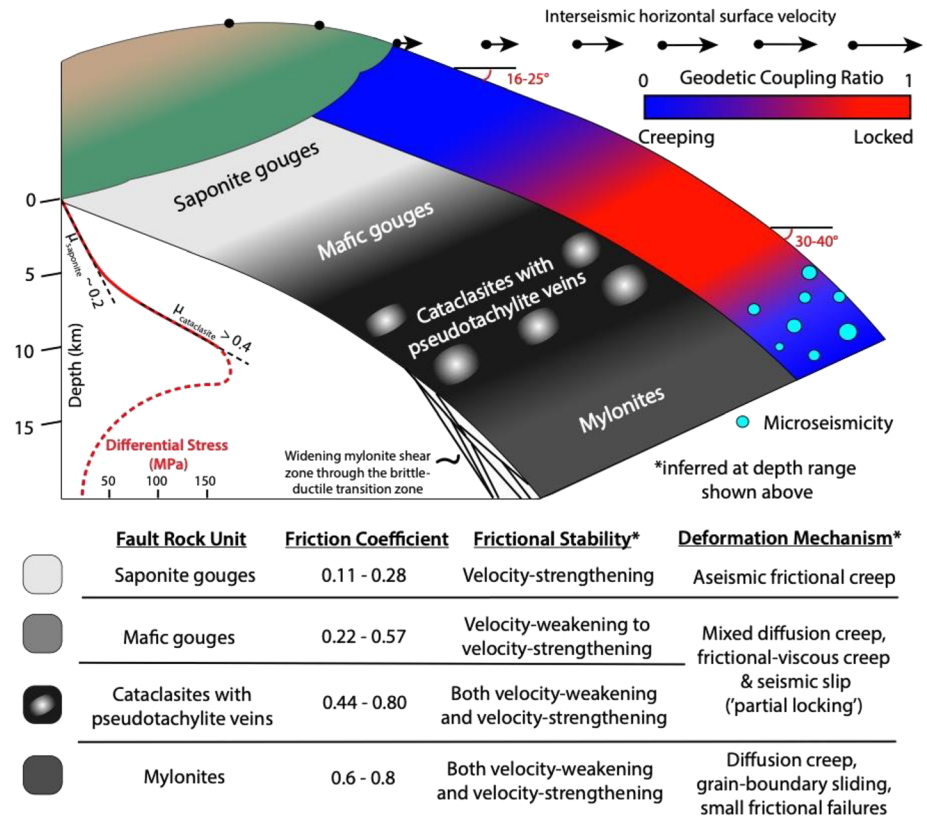 Interseismic horizontal surface velocity
16-25°
0 Geodetic Coupling Ratio 1
Creeping Locked
Saponite gouges
Mafic gouges
Cataclasites with
pseudotachylite veins
Mylonites
30-40°
0
5
10
15
Depth (km)
μsaponite ~ 0.2
μcataclasite > 0.4
Differential Stress
(MPa)
50 100 150
Widening mylonite shear
zone through the brittle-
ductile transition zone
Microseismicity
*inferred at depth range
shown above
Fault Rock Unit Friction Coefficient Frictional Stability* Deformation Mechanism*
Saponite gouges 0.11 - 0.28 Velocity-strengthening Aseismic frictional creep
Mafic gouges 0.22 - 0.57 Velocity-weakening to
velocity-strengthening
Cataclasites with
pseudotachylite veins 0.44 - 0.80 Both velocity-weakening
and velocity-strengthening
Mixed diffusion creep,
frictional-viscous creep
& seismic slip
('partial locking')
Mylonites 0.6 - 0.8 Both velocity-weakening
and velocity-strengthening
Diffusion creep,
grain-boundary sliding,
small frictional failures